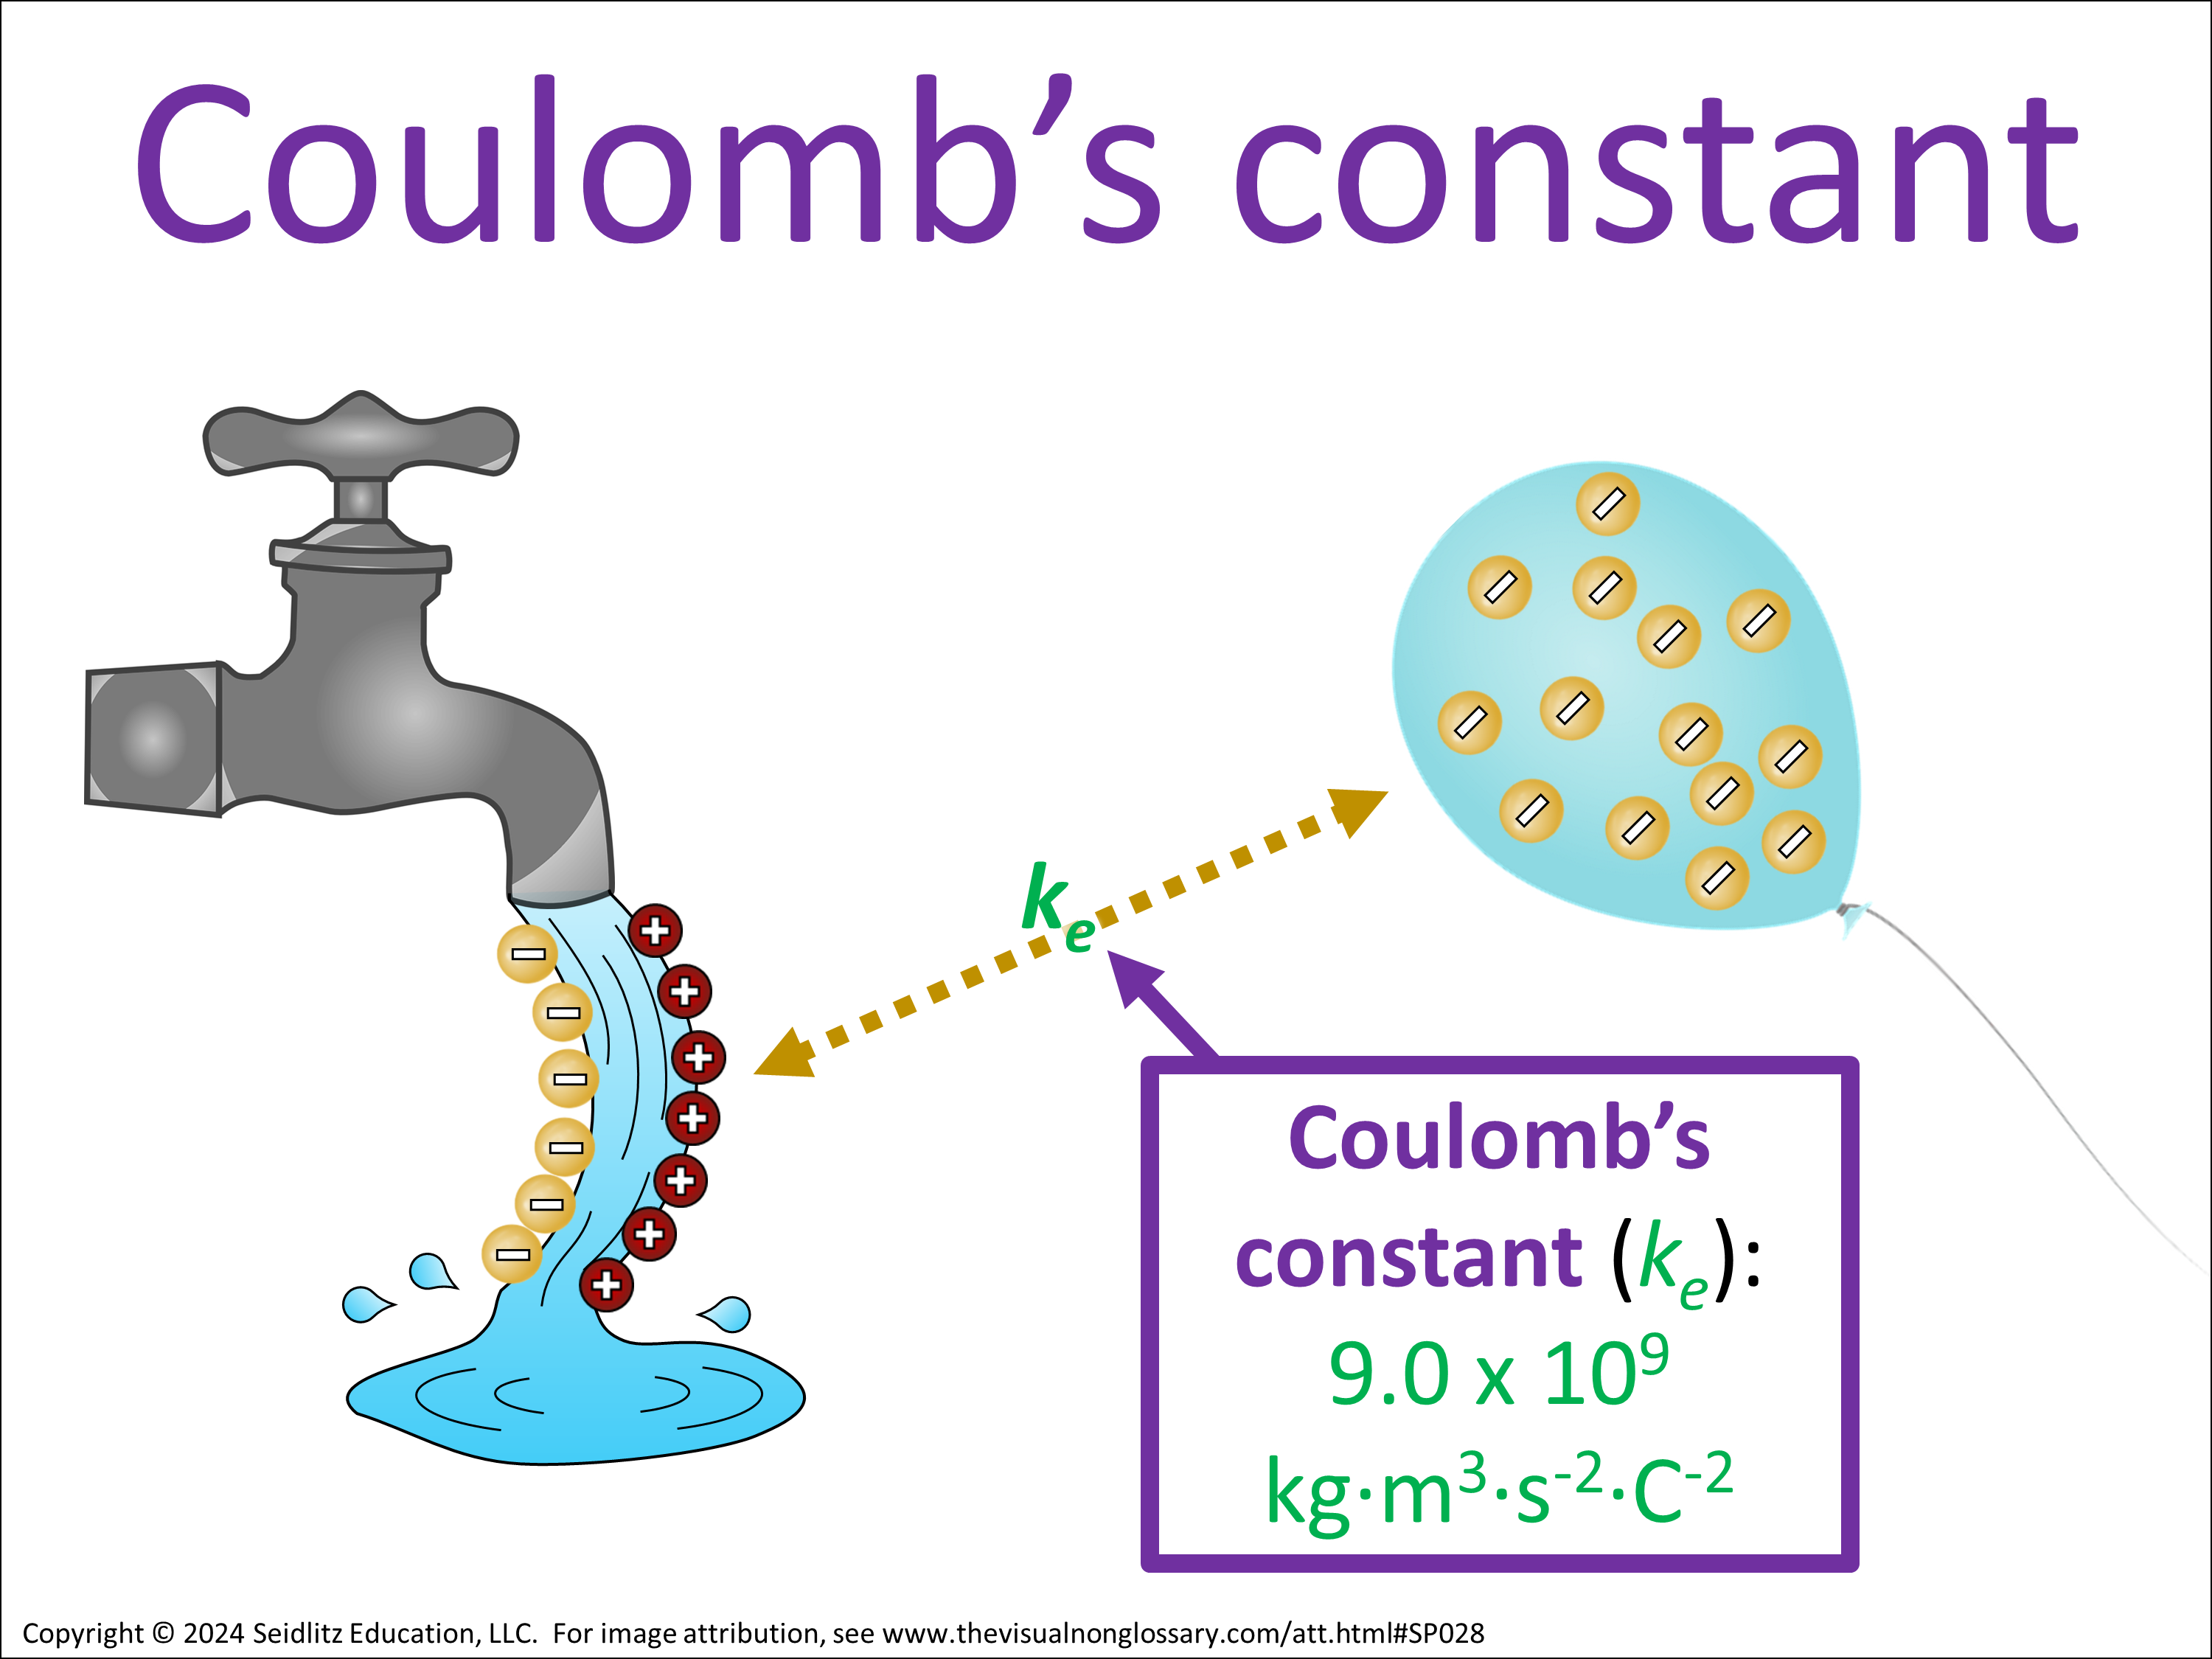 Coulomb’s constant
k​e
Coulomb’s
constant (kₑ):
9.0 x 10⁹
kg·m³·s⁻²·C⁻²
Copyright © 2024 Seidlitz Education, LLC.  For image attribution, see www.thevisualnonglossary.com/att.html#SP028